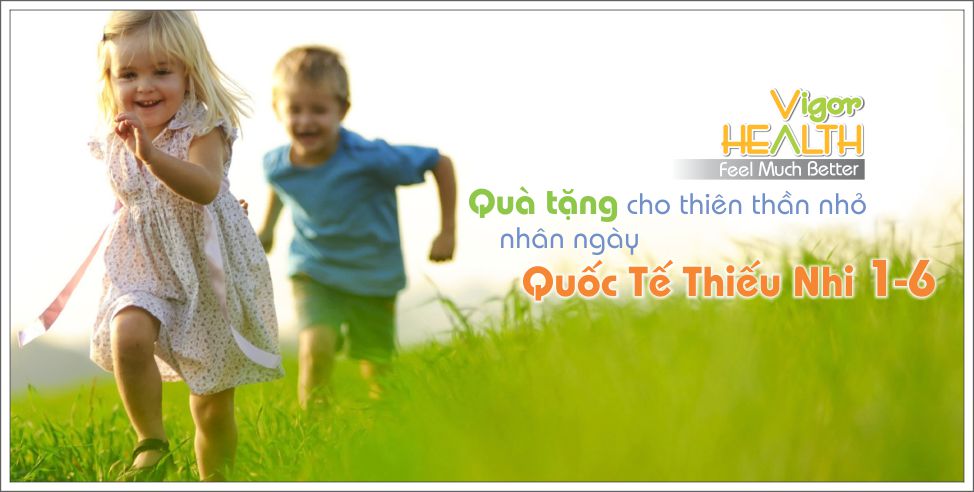 Vigor
HEALTH
Feel Much Better
Quà tặng cho thiên thần nhỏ
nhân ngày
Quốc Tế Thiếu Nhi 1-6